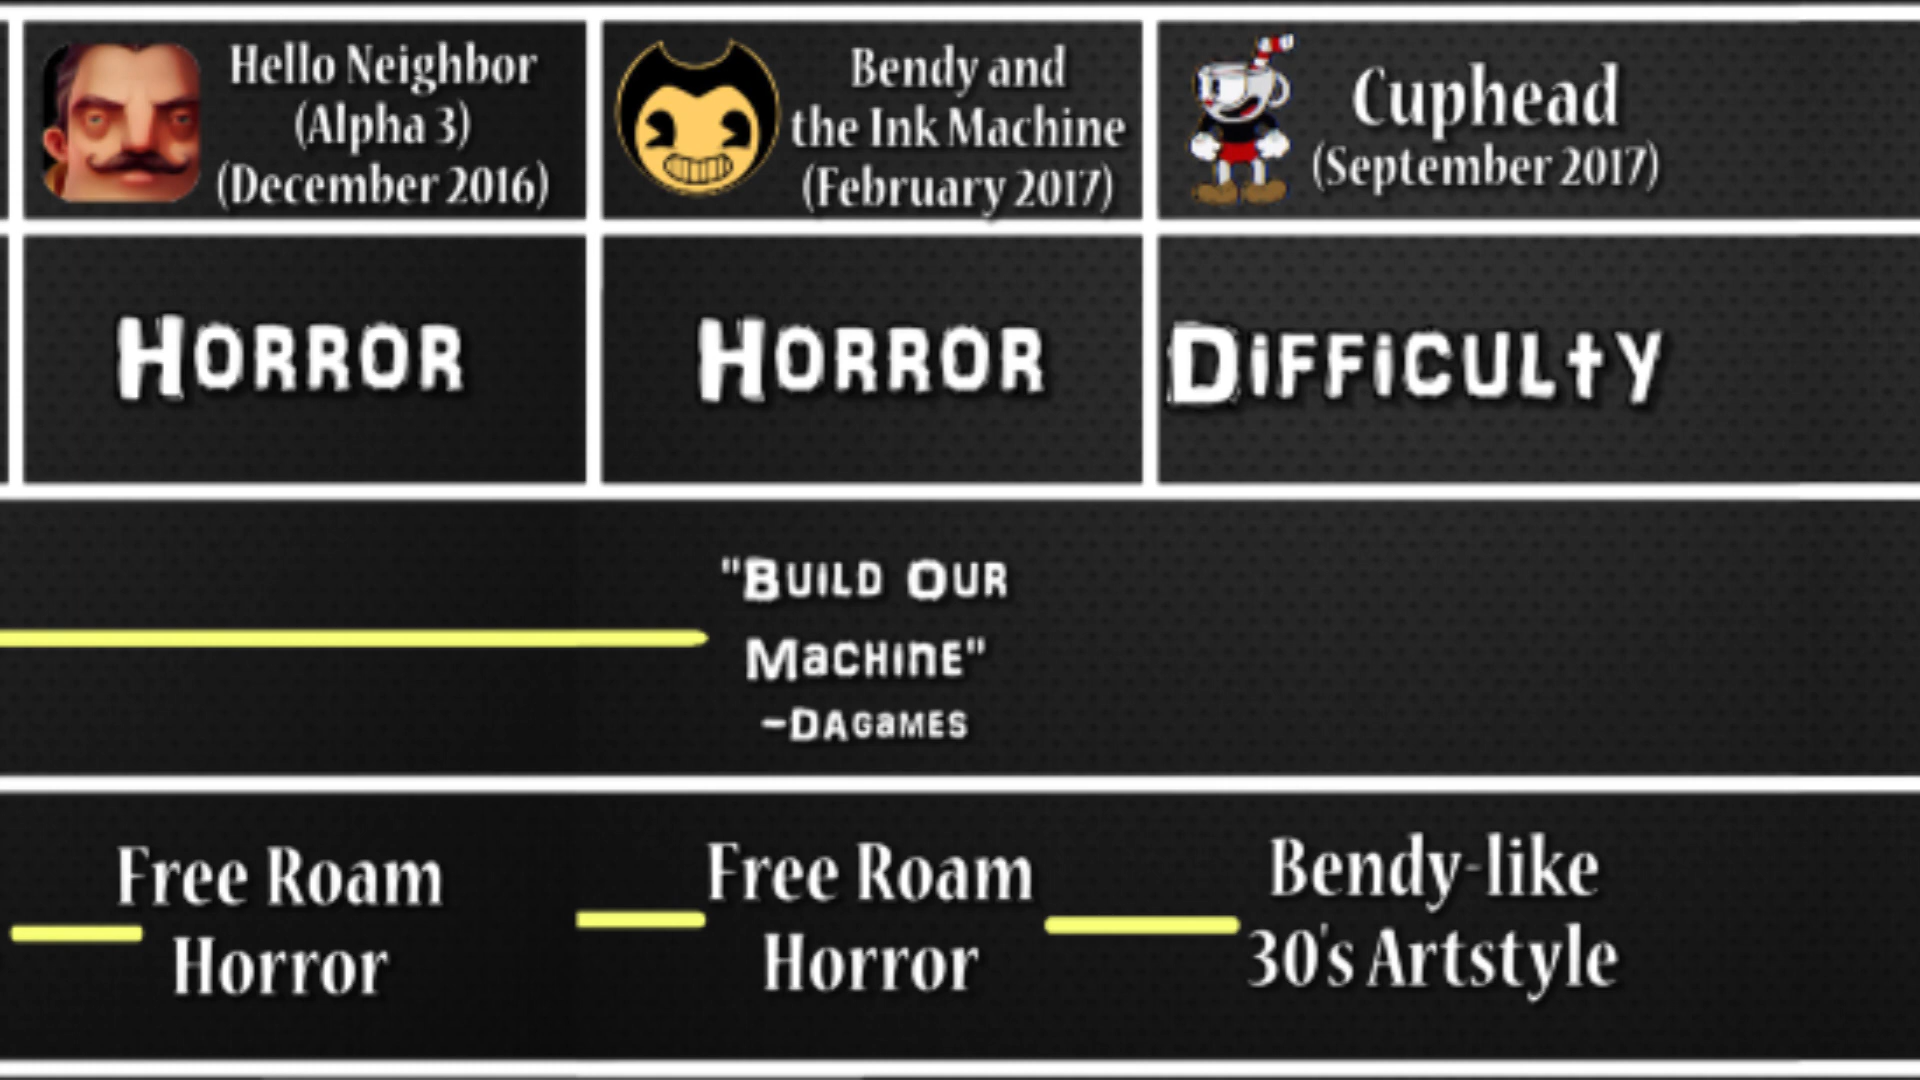 Hello Neighbor
(Alpha 3)
(December 2016)
Bendy and
the Ink Machine
(February 2017)
Cuphead
(September 2017)
Horror
Horror
Difficulty
"Build Our
Machine"
-DAgames
Free Roam
Horror
Free Roam
Horror
Bendy-like
30's Artstyle